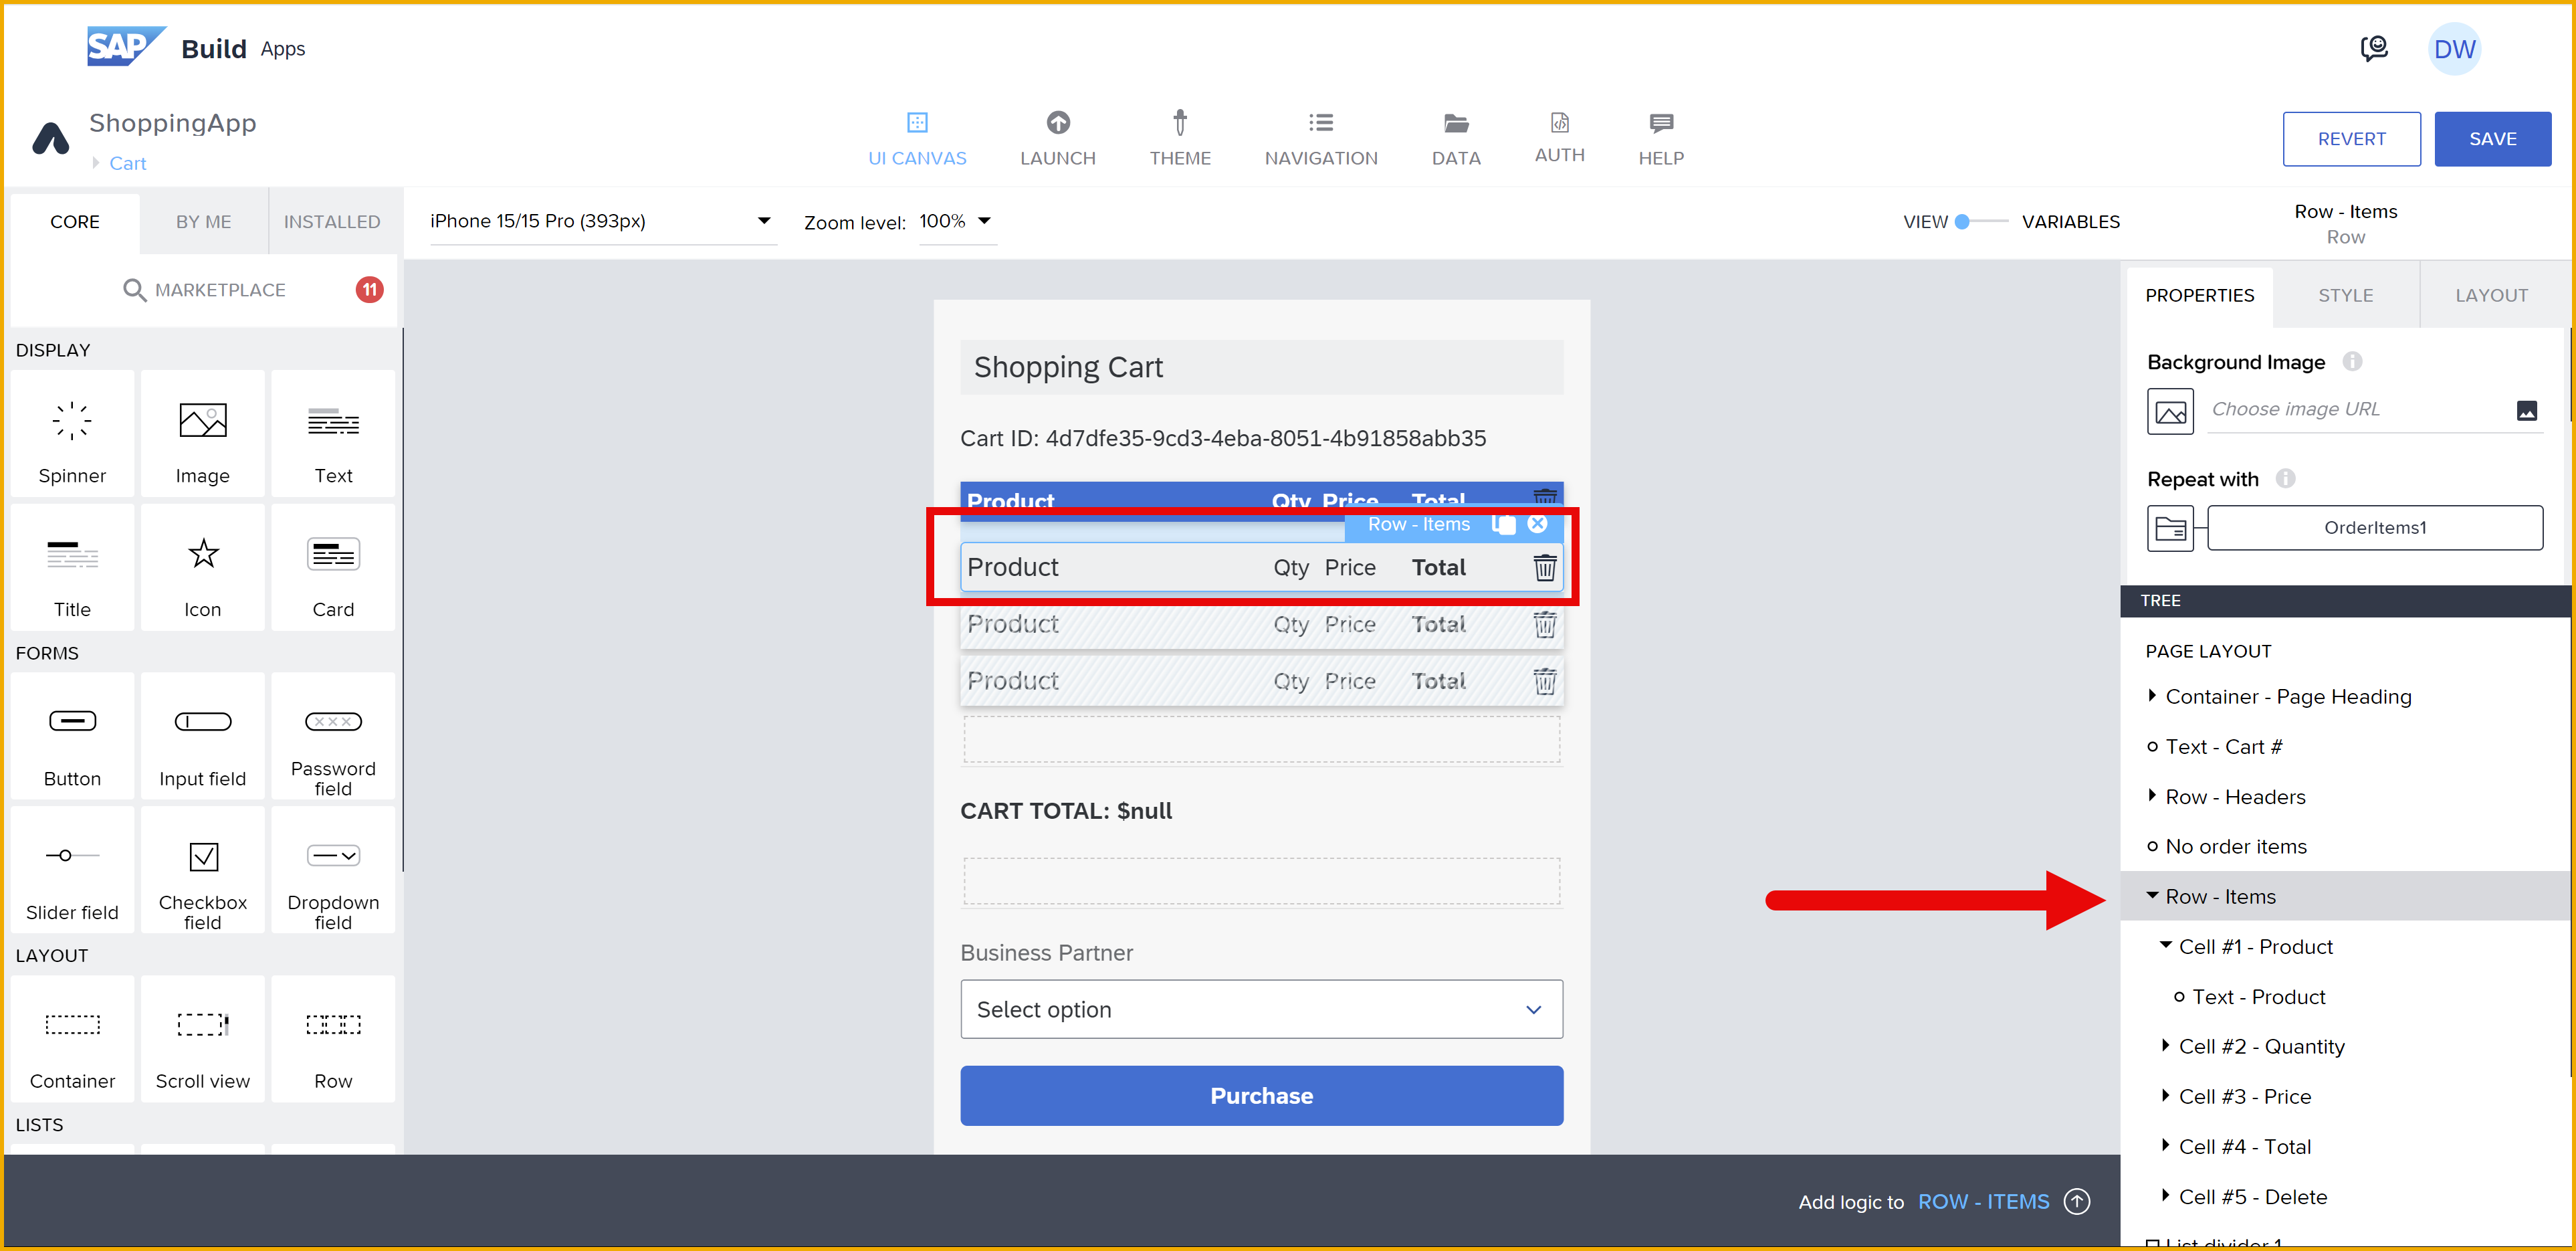 SAP Build Apps
DW
ShoppingApp
Cart
UI CANVAS
LAUNCH
THEME
NAVIGATION
DATA
AUTH
HELP
REVERT
SAVE
CORE
BY ME
INSTALLED
MARKETPLACE
11
DISPLAY
Spinner
Image
Text
Title
Icon
Card
FORMS
Button
Input field
Password
field
Slider field
Checkbox
field
Dropdown
field
LAYOUT
Container
Scroll view
Row
LISTS
iPhone 15/15 Pro (393px)
Zoom level: 100%
VIEW
VARIABLES
Shopping Cart
Cart ID: 4d7dfe35-9cd3-4eba-8051-4b91858abb35
Product Qty Price Total
Row - Items
Product Qty Price Total
Product Qty Price Total
Product Qty Price Total
CART TOTAL: $null
Business Partner
Select option
Purchase
Add logic to ROW - ITEMS
Row - Items
Row
PROPERTIES
STYLE
LAYOUT
Background Image
Choose image URL
Repeat with
OrderItems1
TREE
PAGE LAYOUT
Container - Page Heading
Text - Cart #
Row - Headers
No order items
Row - Items
Cell #1 - Product
Text - Product
Cell #2 - Quantity
Cell #3 - Price
Cell #4 - Total
Cell #5 - Delete
List divider 1